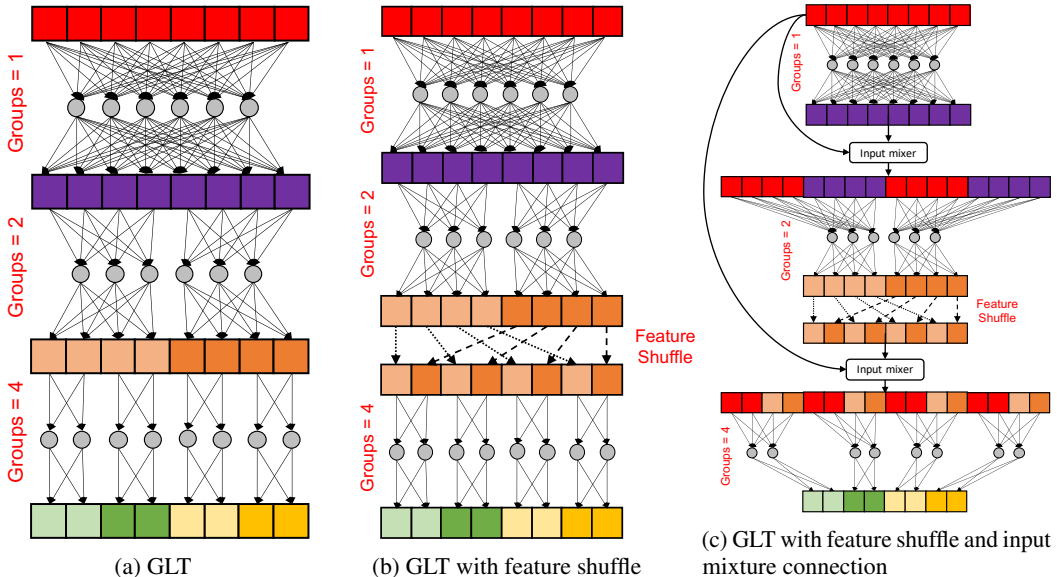 Groups = 1
Groups = 2
Groups = 4
(a) GLT
Groups = 1
Groups = 2
Feature
Shuffle
Groups = 4
(b) GLT with feature shuffle
Groups = 1
Input mixer
Groups = 2
Feature
Shuffle
Input mixer
Groups = 4
(c) GLT with feature shuffle and input
mixture connection